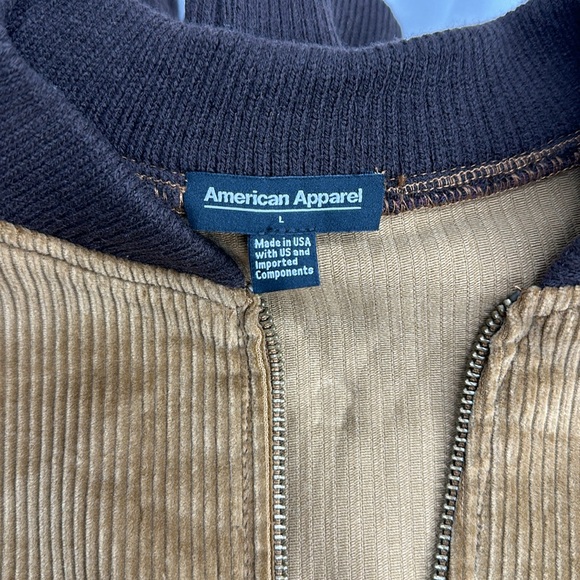 American Apparel
L
Made in USA
with US and
Imported
Components